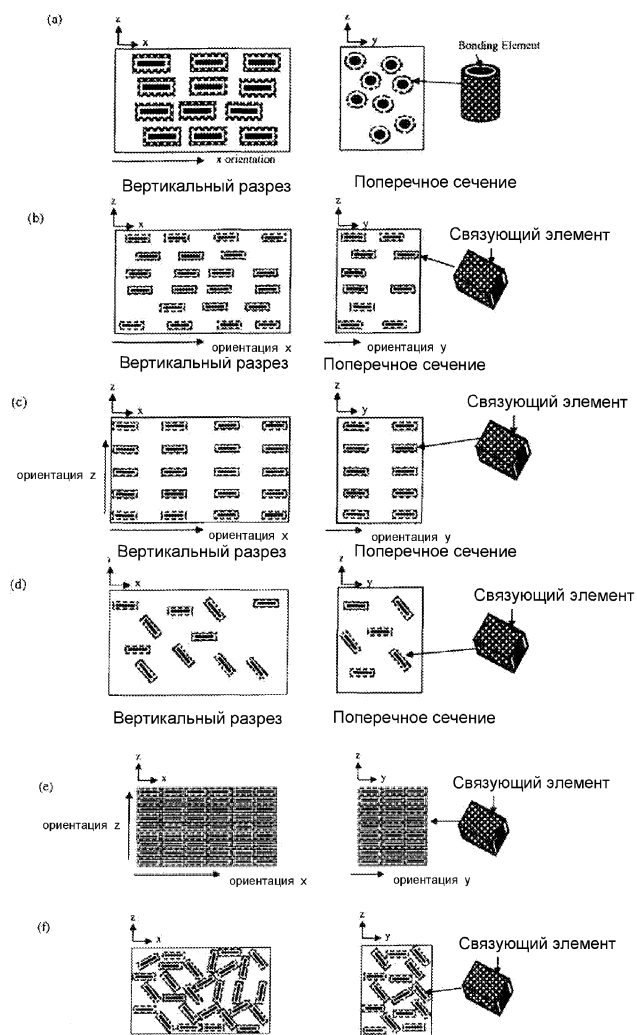 (a)
z
x
z
y
Bonding Element
x orientation
Вертикальный разрез
Поперечное сечение
(b)
z
x
z
y
Связующий элемент
ориентация x
ориентация y
Вертикальный разрез
Поперечное сечение
(c)
z
x
z
y
Связующий элемент
ориентация z
ориентация x
ориентация y
Вертикальный разрез
Поперечное сечение
(d)
x
z
y
Связующий элемент
Вертикальный разрез
Поперечное сечение
(e)
z
x
z
y
Связующий элемент
ориентация z
ориентация x
ориентация y
(f)
z
x
z
y
Связующий элемент